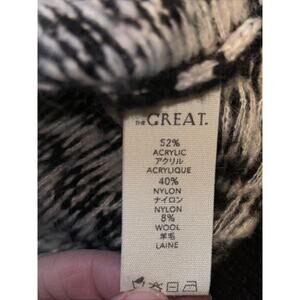 THE GREAT.
52%
ACRYLIC
アクリル
ACRYLIQUE
40%
NYLON
ナイロン
NYLON
8%
WOOL
羊毛
LAINE